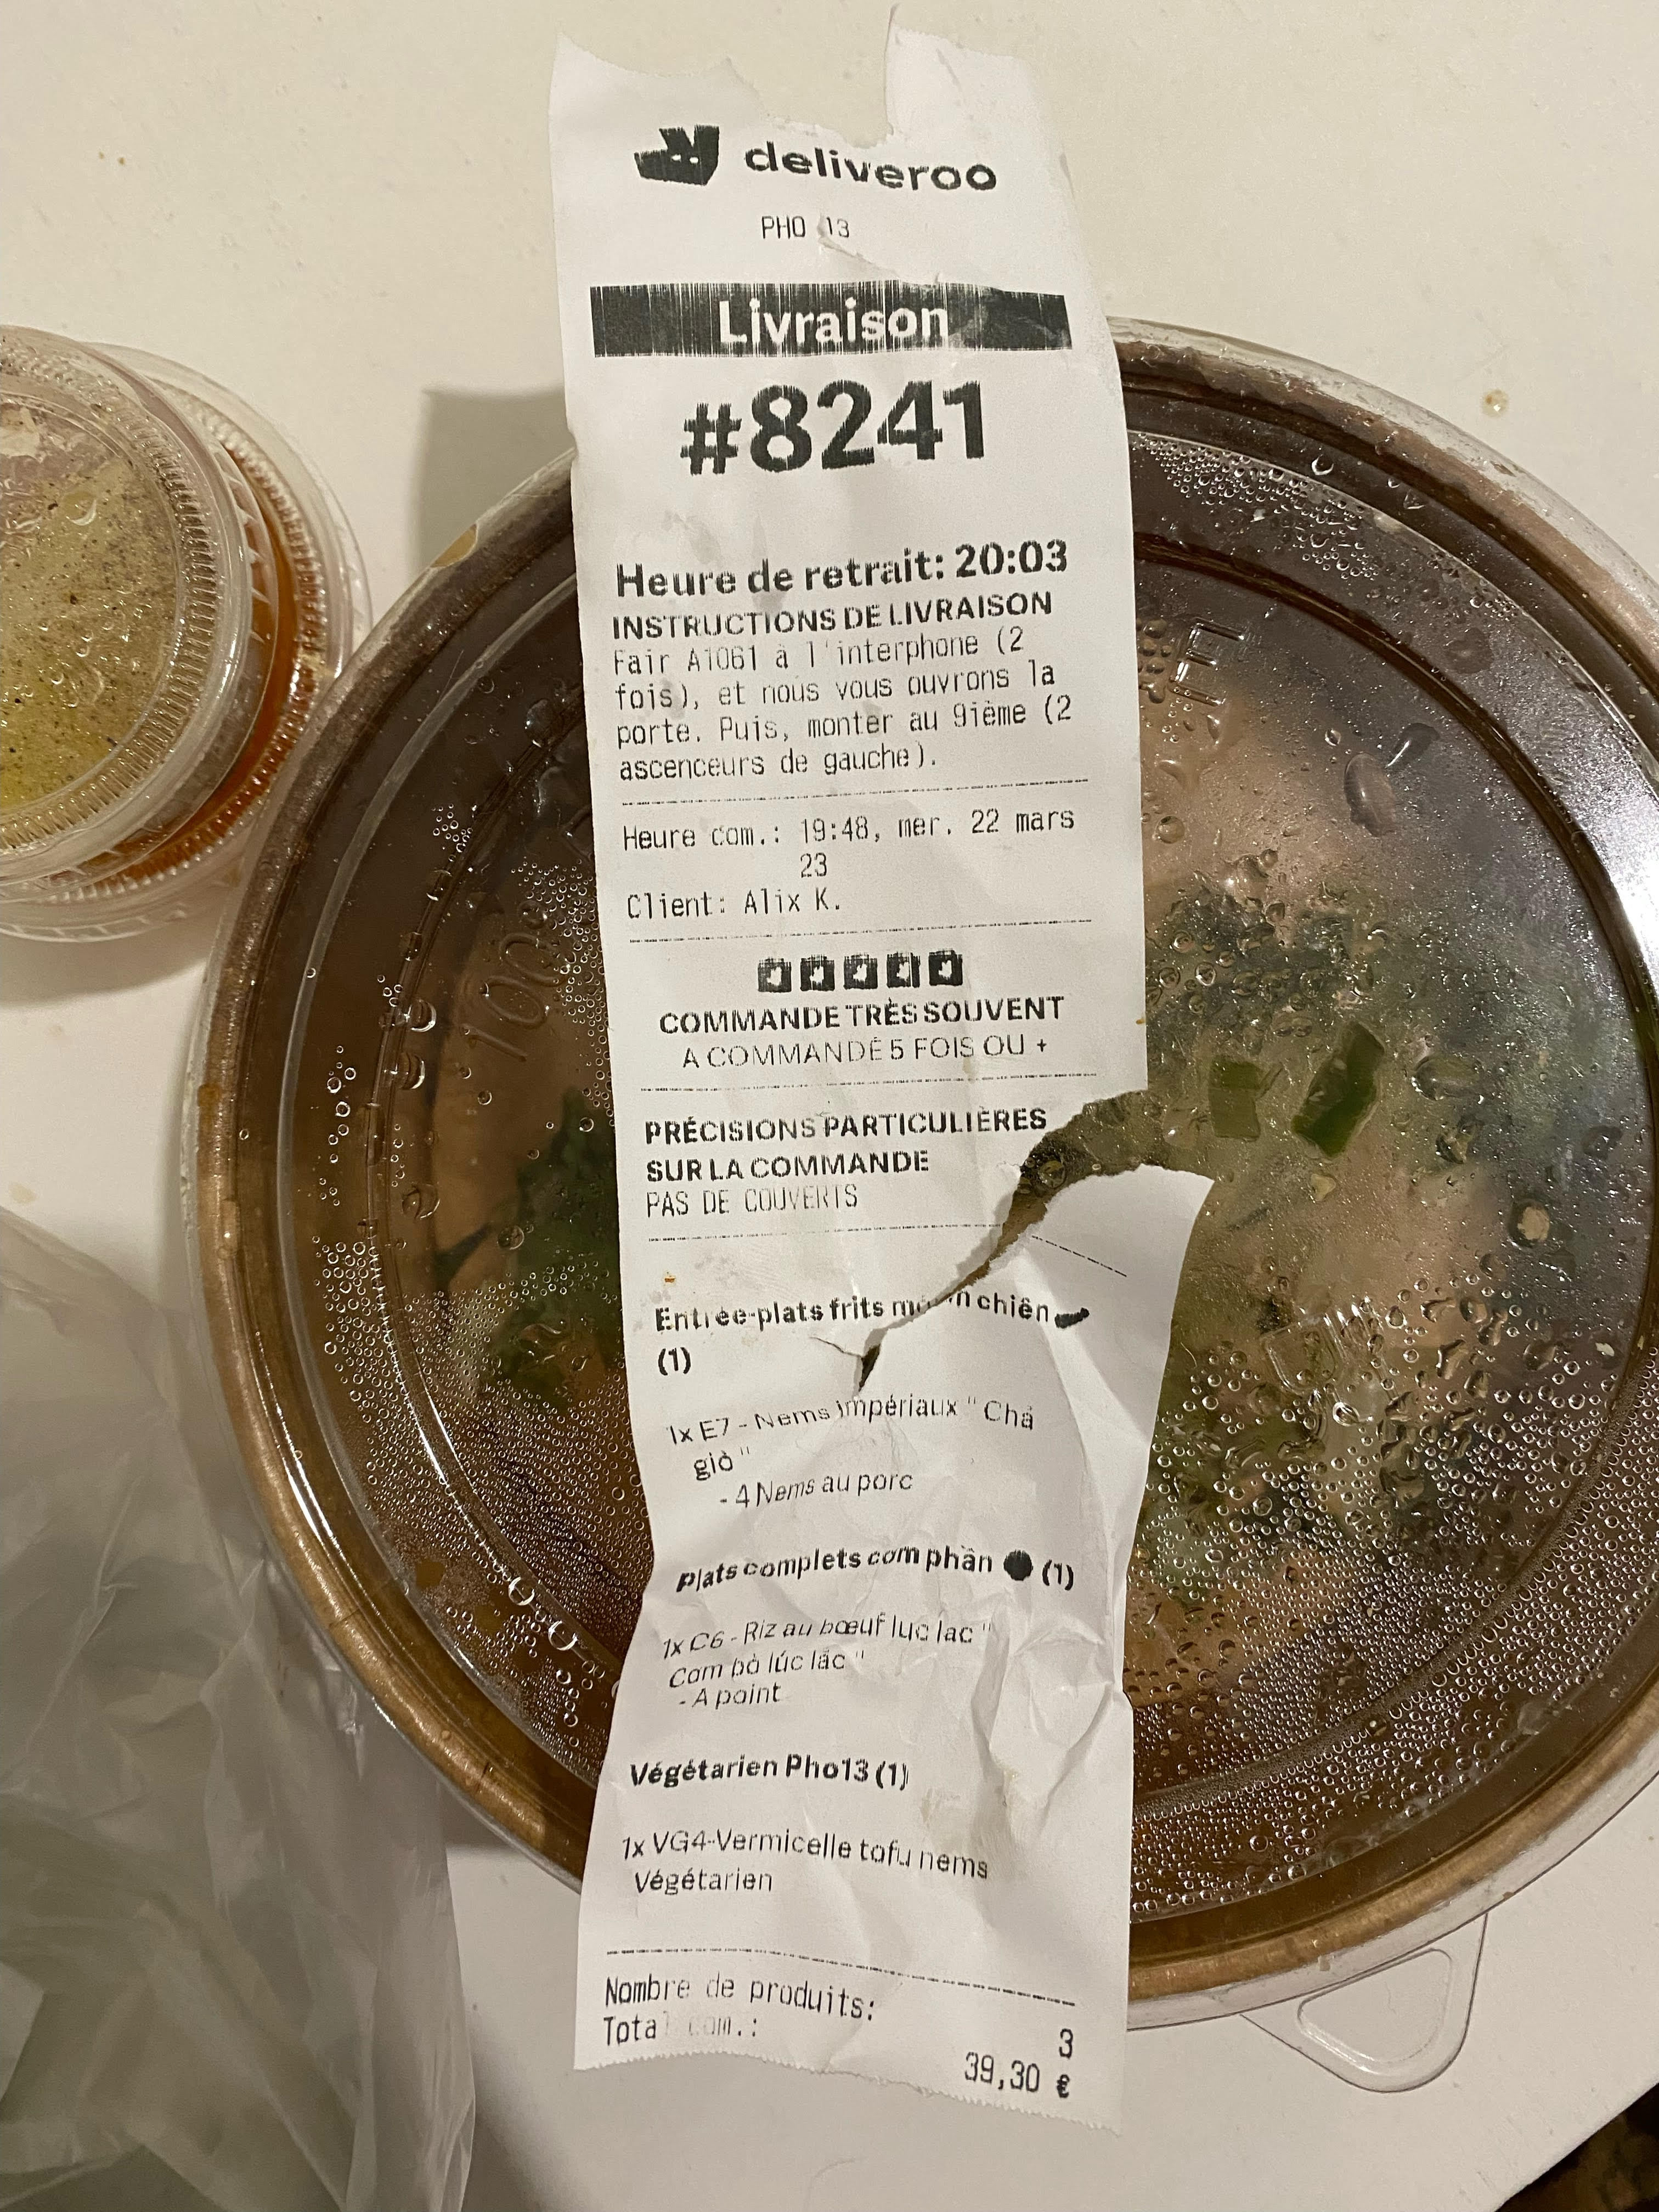 deliveroo
PHO 13
Livraison
#8241
Heure de retrait: 20:03
INSTRUCTIONS DE LIVRAISON
Fair A1061 à l'interphone (2
fois), et nous vous ouvrons la
porte. Puis, monter au 9ième (2
ascenceurs de gauche).
Heure com.: 19:48, mer. 22 mars
23
Client: Alix K.
COMMANDE TRÈS SOUVENT
A COMMANDÉ 5 FOIS OU +
PRÉCISIONS PARTICULIÈRES
SUR LA COMMANDE
PAS DE COUVERTS
Entrée-plats frits chiên
(1)
1x E7 - Nems impériaux " Chả
giò "
- 4 Nems au porc
Plats complets com phân (1)
1x C6 - Riz au bœuf luc lac "
Com bò lúc lắc "
- A point
Végétarien Pho13 (1)
1x VG4-Vermicelle tofu nems
Végétarien
Nombre de produits: 3
Total com.: 39,30 €